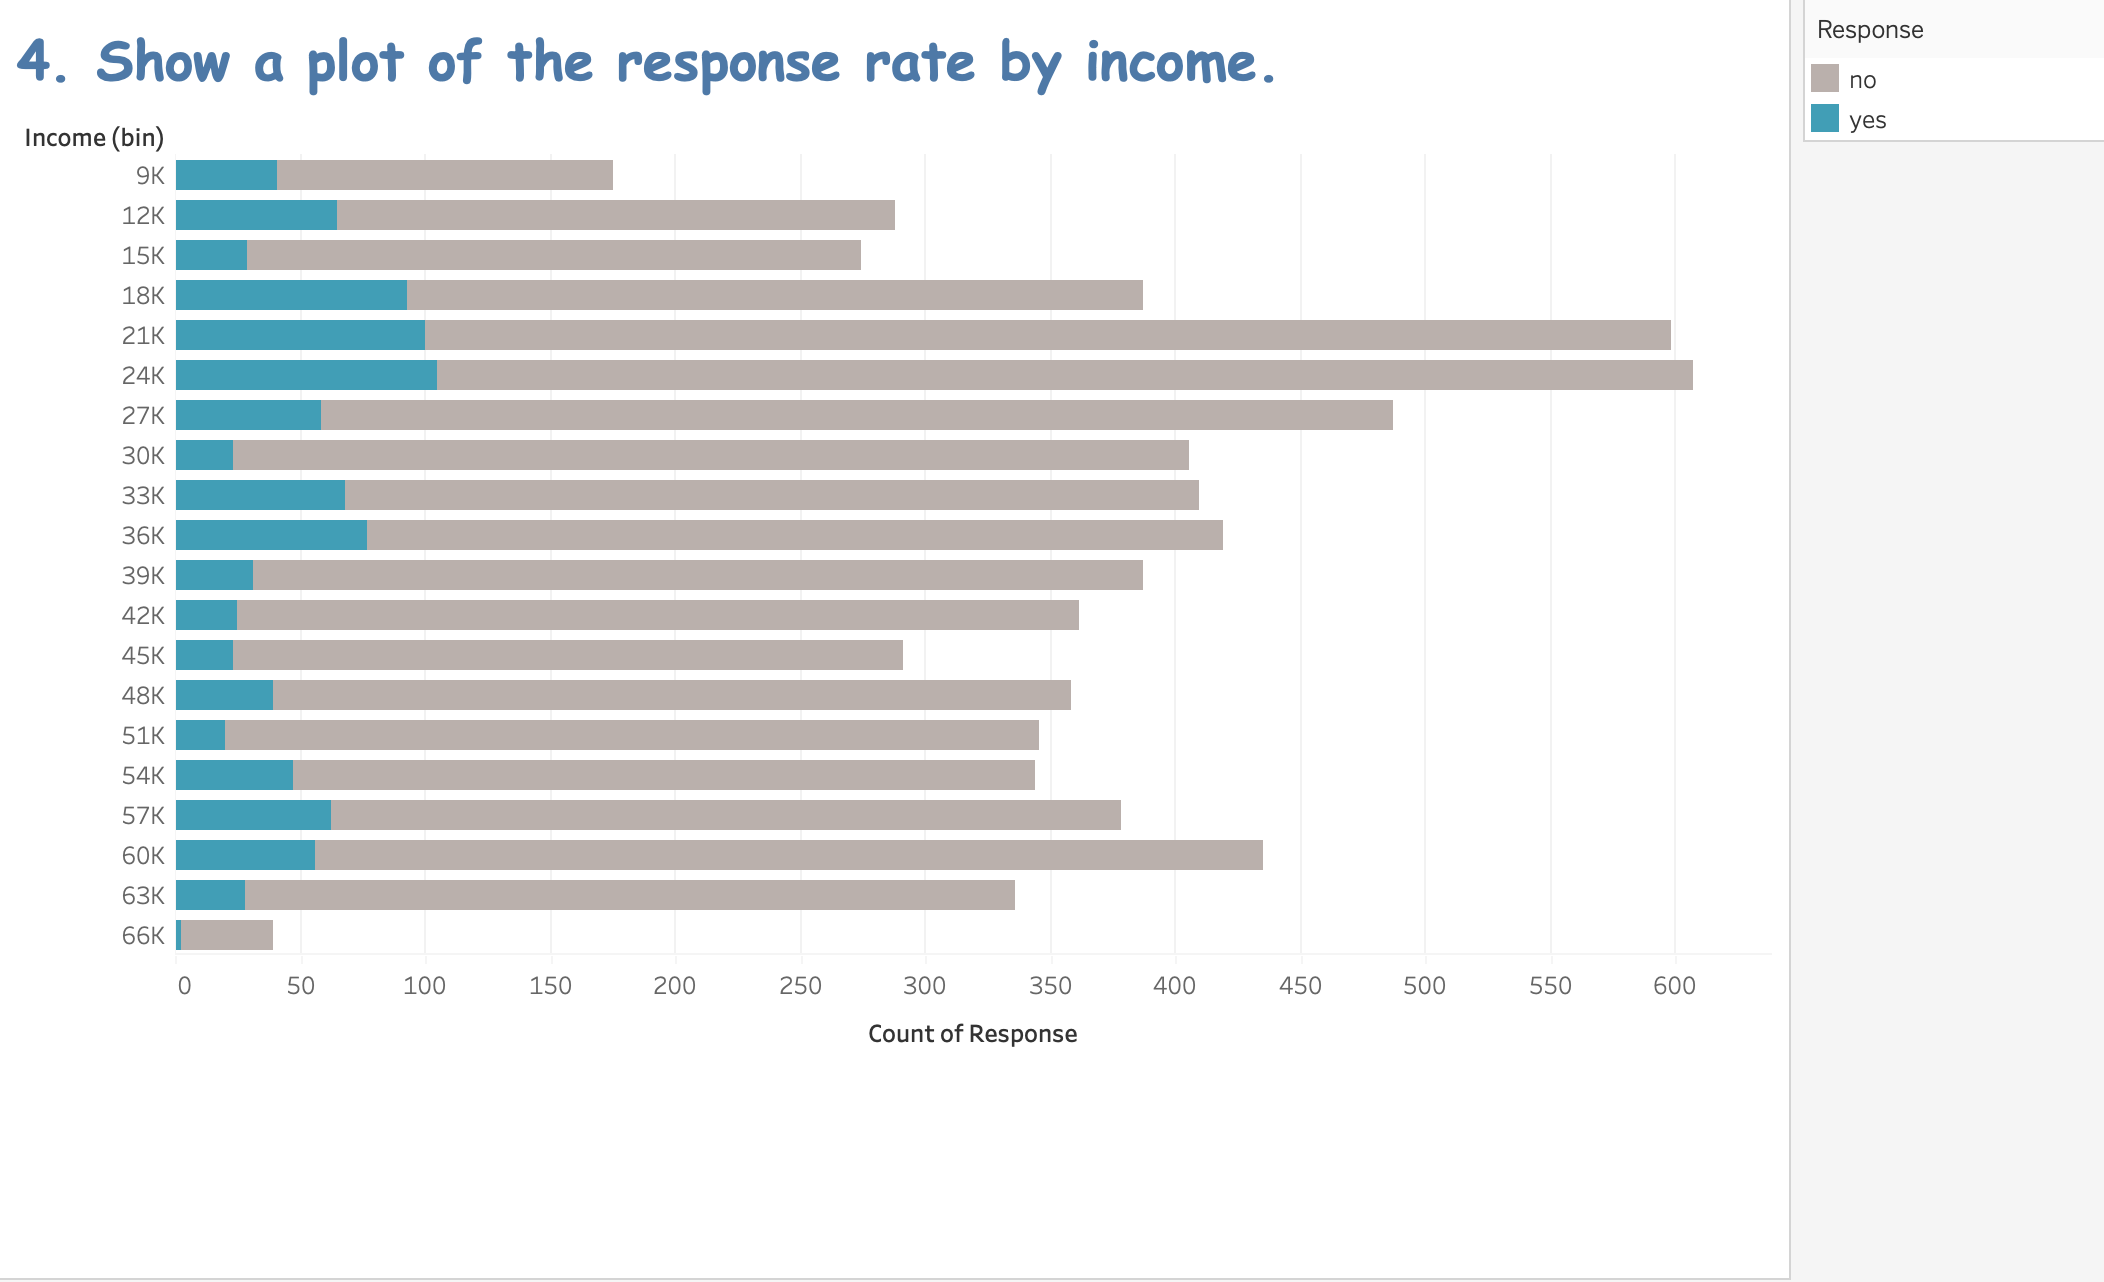 4. Show a plot of the response rate by income.
Response
no
yes
Income (bin)
9K
12K
15K
18K
21K
24K
27K
30K
33K
36K
39K
42K
45K
48K
51K
54K
57K
60K
63K
66K
0 50 100 150 200 250 300 350 400 450 500 550 600
Count of Response